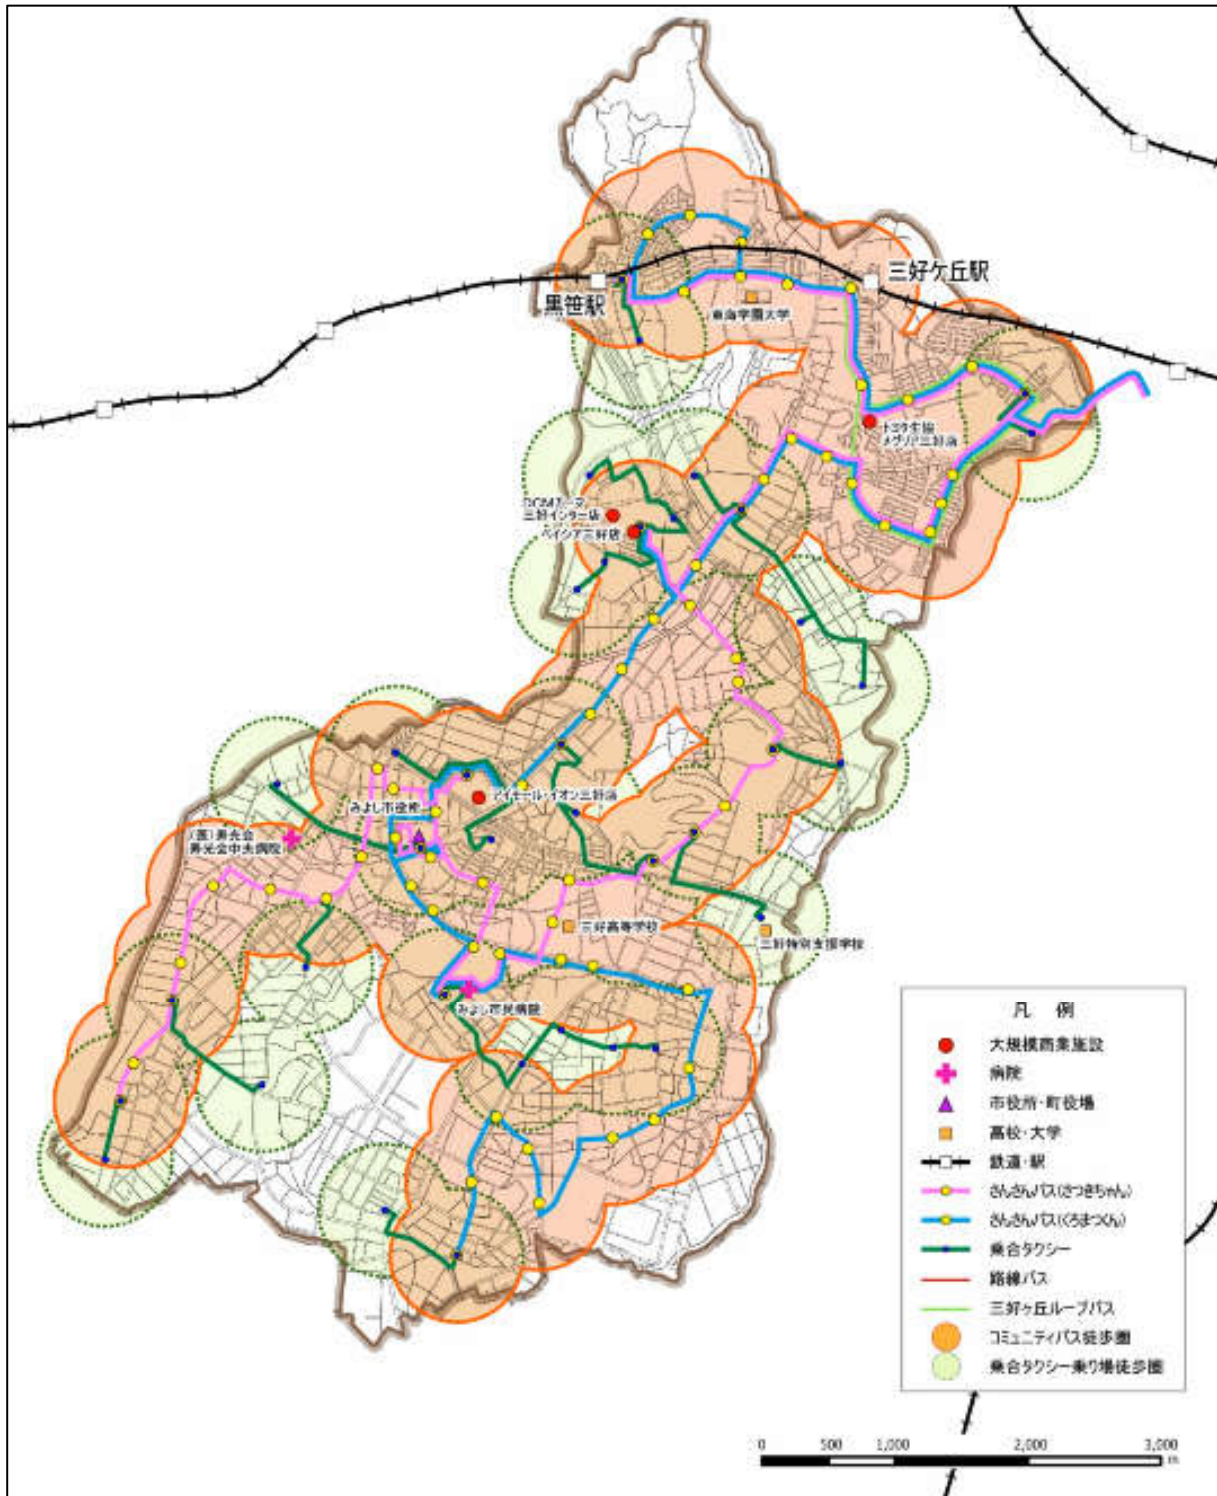 三好ケ丘駅
黒笹駅
東海学園大学
トヨタ生協
メグリア三好店
DCMカーマ
三好インター店
ベイシア三好店
アイモール・イオン三好店
みよし市役所
(医)寿光会
寿光会中央病院
三好高等学校
三好特別支援学校
みよし市民病院
凡 例
大規模商業施設
病院
市役所・町役場
高校・大学
鉄道・駅
さんさんバス(さつきちゃん)
さんさんバス(くろまつくん)
乗合タクシー
路線バス
三好ヶ丘ループバス
コミュニティバス徒歩圏
乗合タクシー乗り場徒歩圏
0 500 1,000 2,000 3,000
m